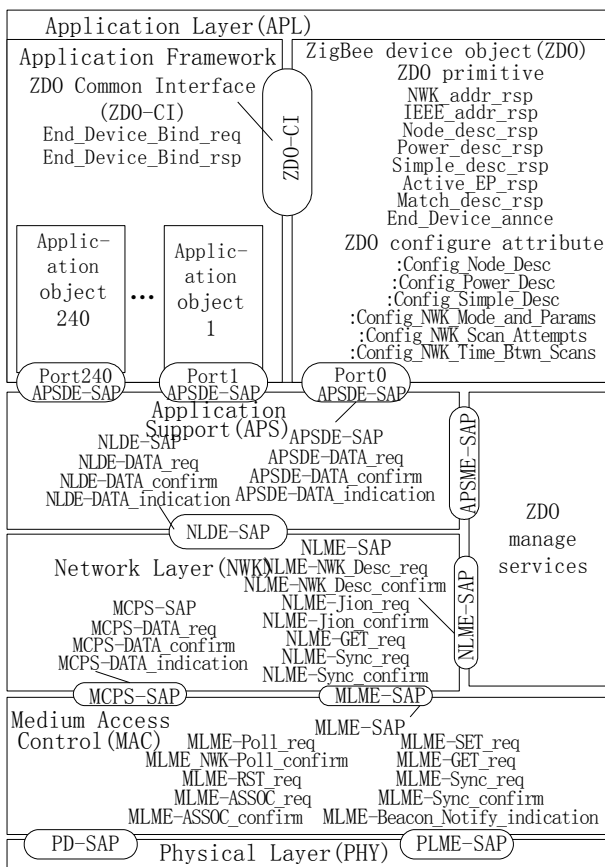 Application Layer(APL)
Application Framework
ZDO Common Interface
(ZDO-CI)
End_Device_Bind_req
End_Device_Bind_rsp
ZDO-CI
ZigBee device object(ZDO)
ZDO primitive
NWK_addr_rsp
IEEE_addr_rsp
Node_desc_rsp
Power_desc_rsp
Simple_desc_rsp
Active_EP_rsp
Match_desc_rsp
End_Device_annce
ZDO configure attribute
:Config_Node_Desc
:Config_Power_Desc
:Config_Simple_Desc
:Config_NWK_Mode_and_Params
:Config_NWK_Scan_Attempts
:Config_NWK_Time_Btwn_Scans
Applic-
ation
object
240
...
Applic-
ation
object
1
Port240
APSDE-SAP
Port1
APSDE-SAP
Port0
APSDE-SAP
Application
Support(APS)
NLDE-SAP
NLDE-DATA_req
NLDE-DATA_confirm
NLDE-DATA_indication
APSDE-SAP
APSDE-DATA_req
APSDE-DATA_confirm
APSDE-DATA_indication
APSME-SAP
ZDO
manage
services
NLDE-SAP
Network Layer(NWK)
NLME-SAP
NLME-NWK_Desc_req
NLME-NWK_Desc_confirm
NLME-Jion_req
NLME-Jion_confirm
NLME-GET_req
NLME-Sync_req
NLME-Sync_confirm
NLME-SAP
MCPS-SAP
MCPS-DATA_req
MCPS-DATA_confirm
MCPS-DATA_indication
MCPS-SAP
MLME-SAP
Medium Access
Control(MAC)
MLME-SAP
MLME-Poll_req
MLME_NWK-Poll_confirm
MLME-RST_req
MLME-ASSOC_req
MLME-ASSOC_confirm
MLME-SET_req
MLME-GET_req
MLME-Sync_req
MLME-Sync_confirm
MLME-Beacon_Notify_indication
PD-SAP
PLME-SAP
Physical Layer(PHY)